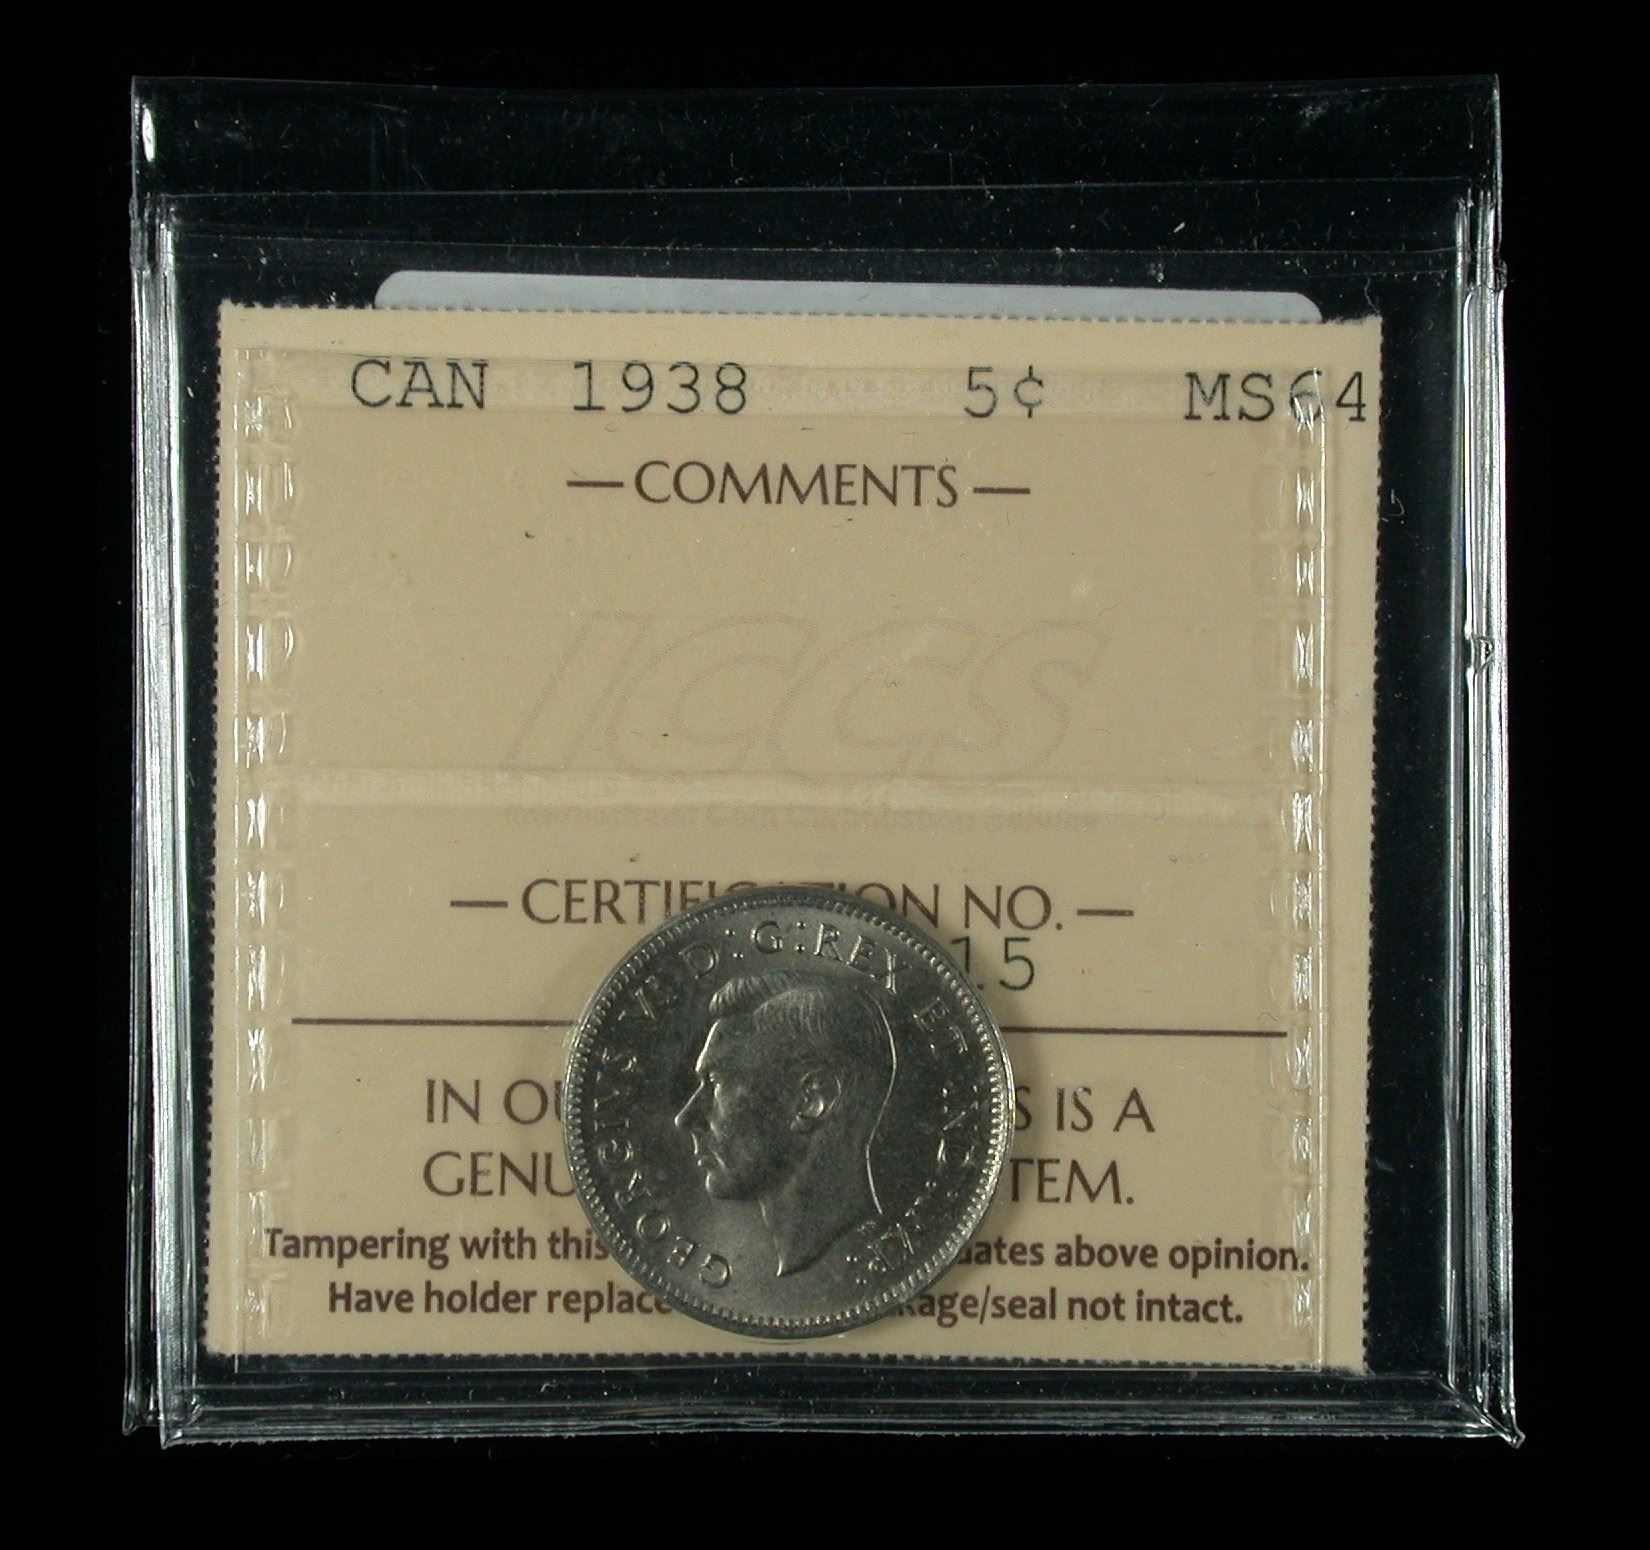 CAN 1938 5¢ MS64
—COMMENTS—
ICCS
—CERTIFICATION NO.—
15
IN OU S IS A
GENU TEM.
Tampering with this ates above opinion.
Have holder replace kage/seal not intact.
GEORGIVS VI D:G:REX ET IND:IMP: